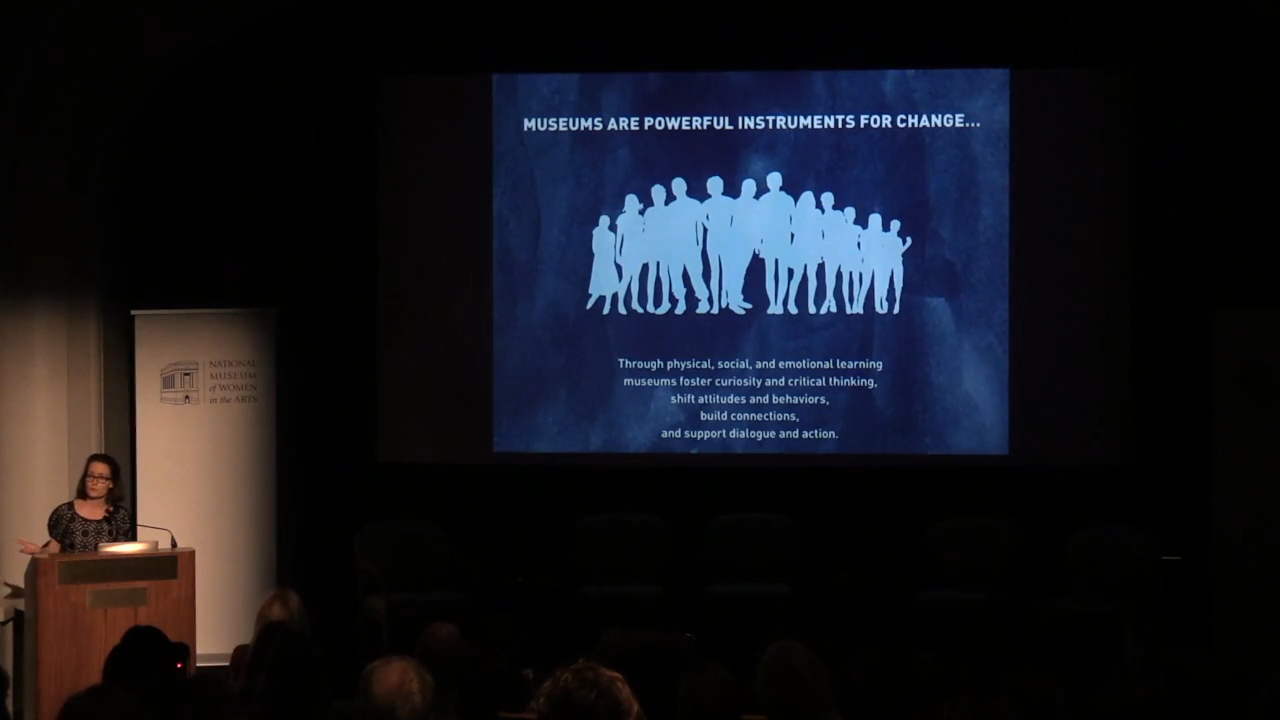 MUSEUMS ARE POWERFUL INSTRUMENTS FOR CHANGE...
Through physical, social, and emotional learning
museums foster curiosity and critical thinking,
shift attitudes and behaviors,
build connections,
and support dialogue and action.
NATIONAL
MUSEUM
of WOMEN
in the ARTS